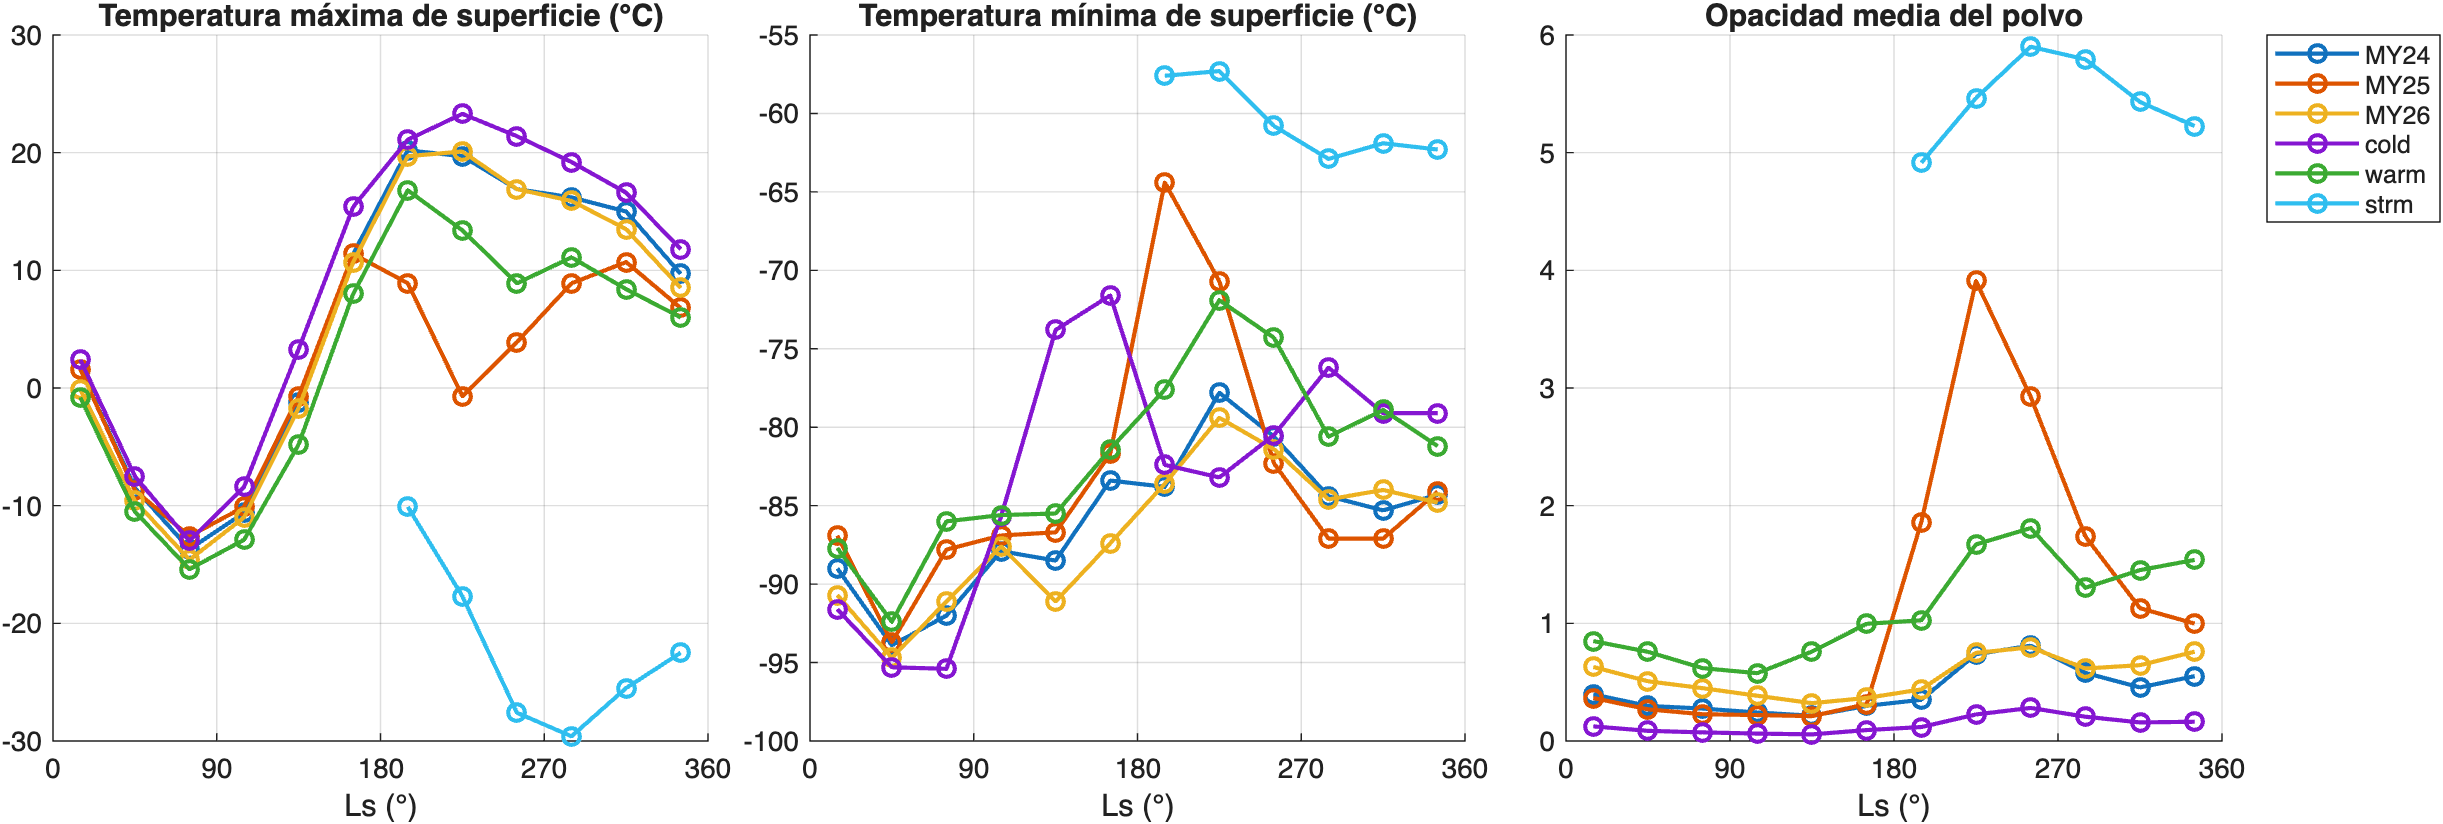 Temperatura máxima de superficie (°C)
30
20
10
0
-10
-20
-30
0 90 180 270 360
Ls (°)
Temperatura mínima de superficie (°C)
-55
-60
-65
-70
-75
-80
-85
-90
-95
-100
0 90 180 270 360
Ls (°)
Opacidad media del polvo
6
5
4
3
2
1
0
0 90 180 270 360
Ls (°)
MY24
MY25
MY26
cold
warm
strm